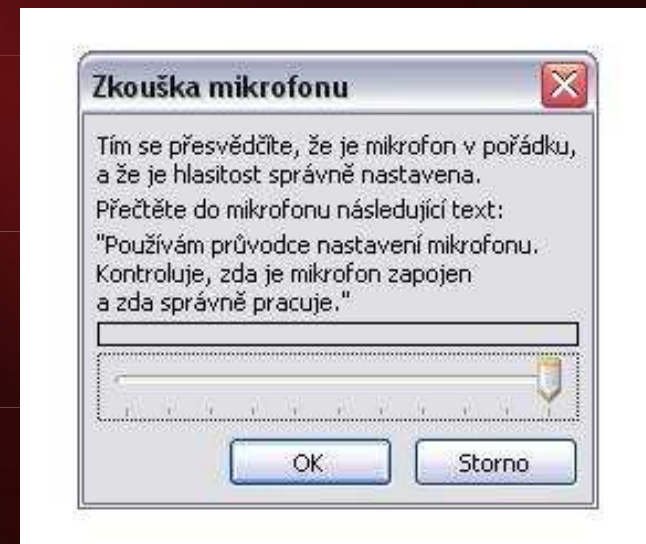 Zkouška mikrofonu
Tím se přesvědčíte, že je mikrofon v pořádku,
a že je hlasitost správně nastavena.
Přečtěte do mikrofonu následující text:
"Používám průvodce nastavení mikrofonu.
Kontroluje, zda je mikrofon zapojen
a zda správně pracuje."
OK
Storno